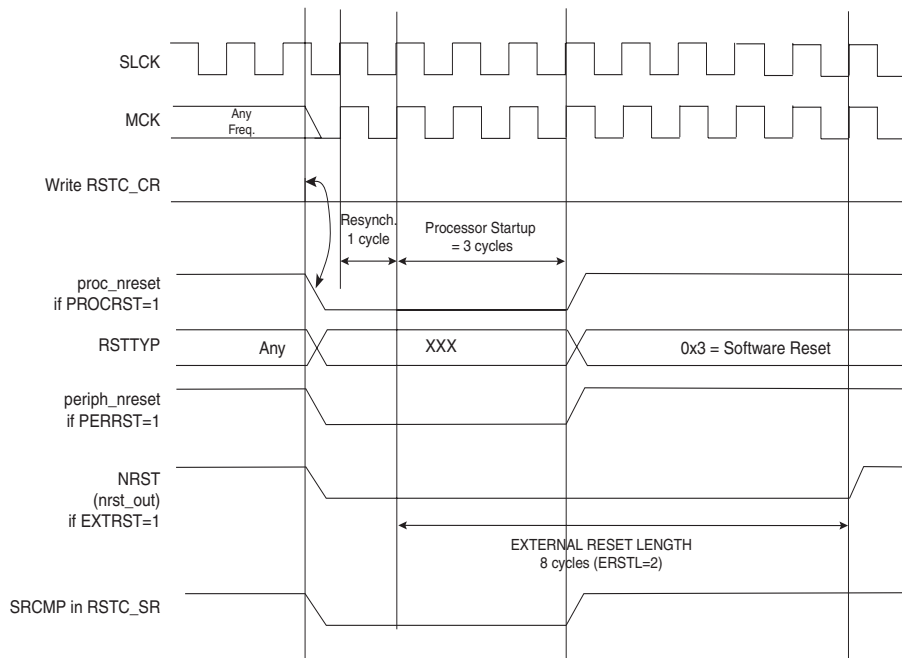 SLCK
MCK
Any
Freq.
Write RSTC_CR
Resynch.
1 cycle
Processor Startup
= 3 cycles
proc_nreset
if PROCRST=1
RSTTYP
Any
XXX
0x3 = Software Reset
periph_nreset
if PERRST=1
NRST
(nrst_out)
if EXTRST=1
EXTERNAL RESET LENGTH
8 cycles (ERSTL=2)
SRCMP in RSTC_SR